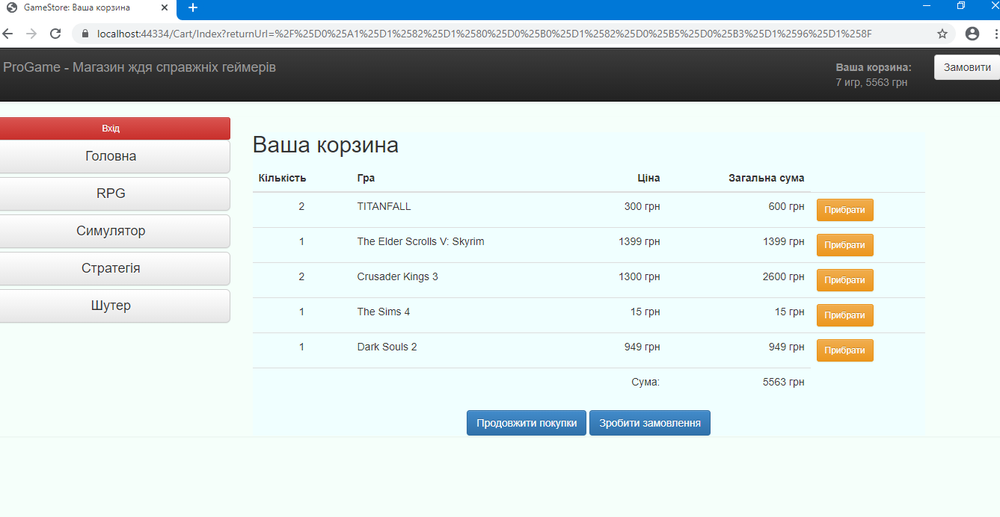 GameStore: Ваша корзина
localhost:44334/Cart/Index?returnUrl=%2F%25D0%25A1%25D1%2582%25D1%2580%25D0%25B0%25D1%2582%25D0%25B5%25D0%25B3%25D1%2596%25D1%258F
ProGame - Магазин ждя справжніх геймерів
Ваша корзина:
7 игр, 5563 грн
Замовити
Вхід
Головна
RPG
Симулятор
Стратегія
Шутер
Ваша корзина
Кількість Гра Ціна Загальна сума
2 TITANFALL 300 грн 600 грн Прибрати
1 The Elder Scrolls V: Skyrim 1399 грн 1399 грн Прибрати
2 Crusader Kings 3 1300 грн 2600 грн Прибрати
1 The Sims 4 15 грн 15 грн Прибрати
1 Dark Souls 2 949 грн 949 грн Прибрати
Сума: 5563 грн
Продовжити покупки Зробити замовлення